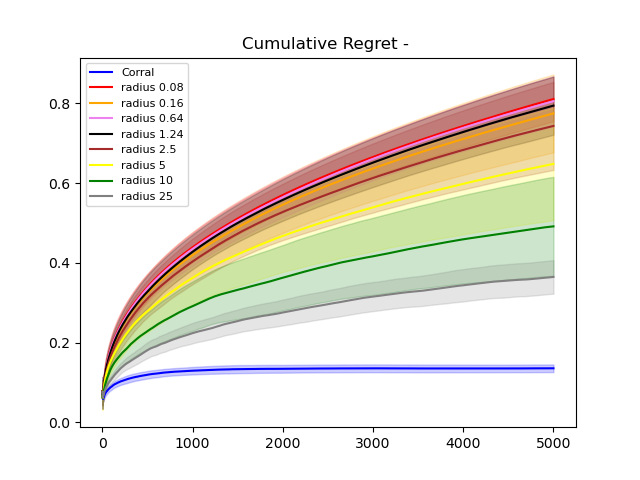 Cumulative Regret -
Corral
radius 0.08
radius 0.16
radius 0.64
radius 1.24
radius 2.5
radius 5
radius 10
radius 25
0.8
0.6
0.4
0.2
0.0
0 1000 2000 3000 4000 5000